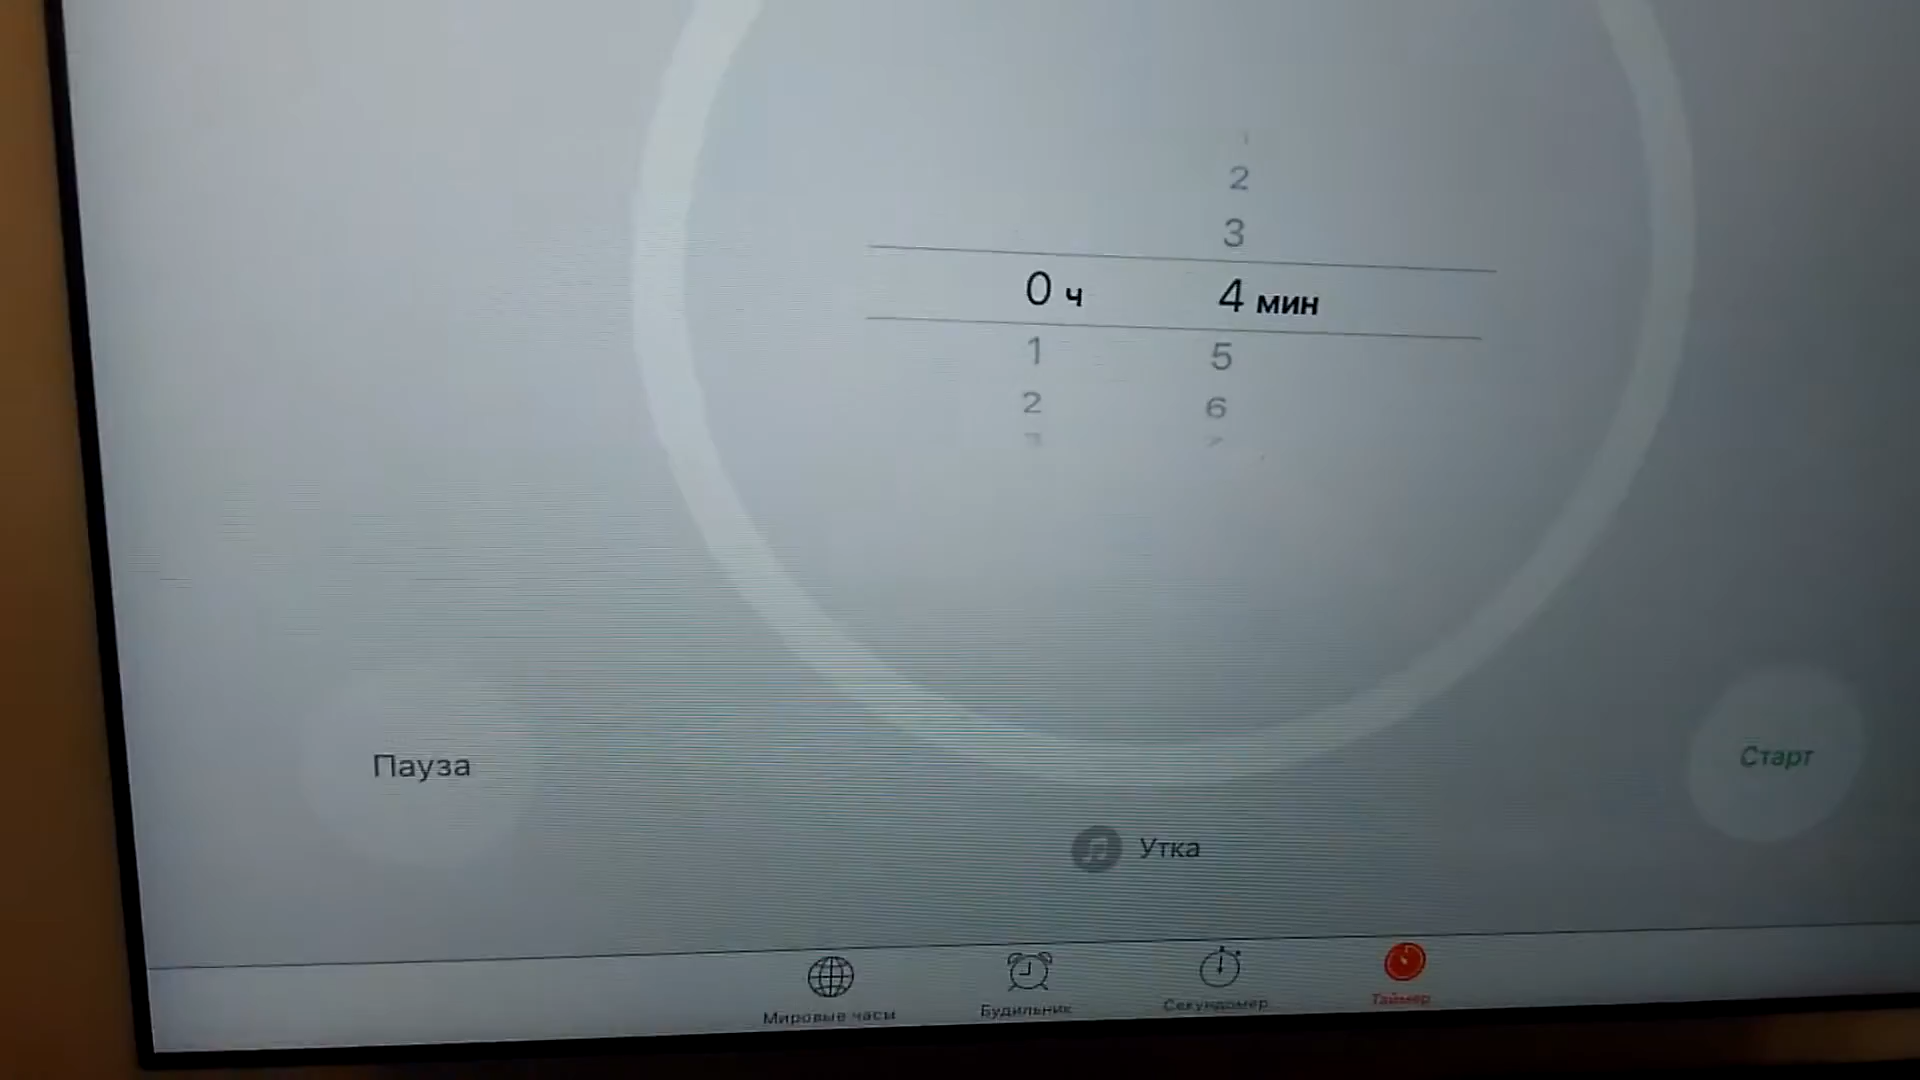 2
3
0 ч 4 мин
1 5
2 6
Пауза
Старт
Утка
Мировые часы
Будильник
Секундомер
Таймер